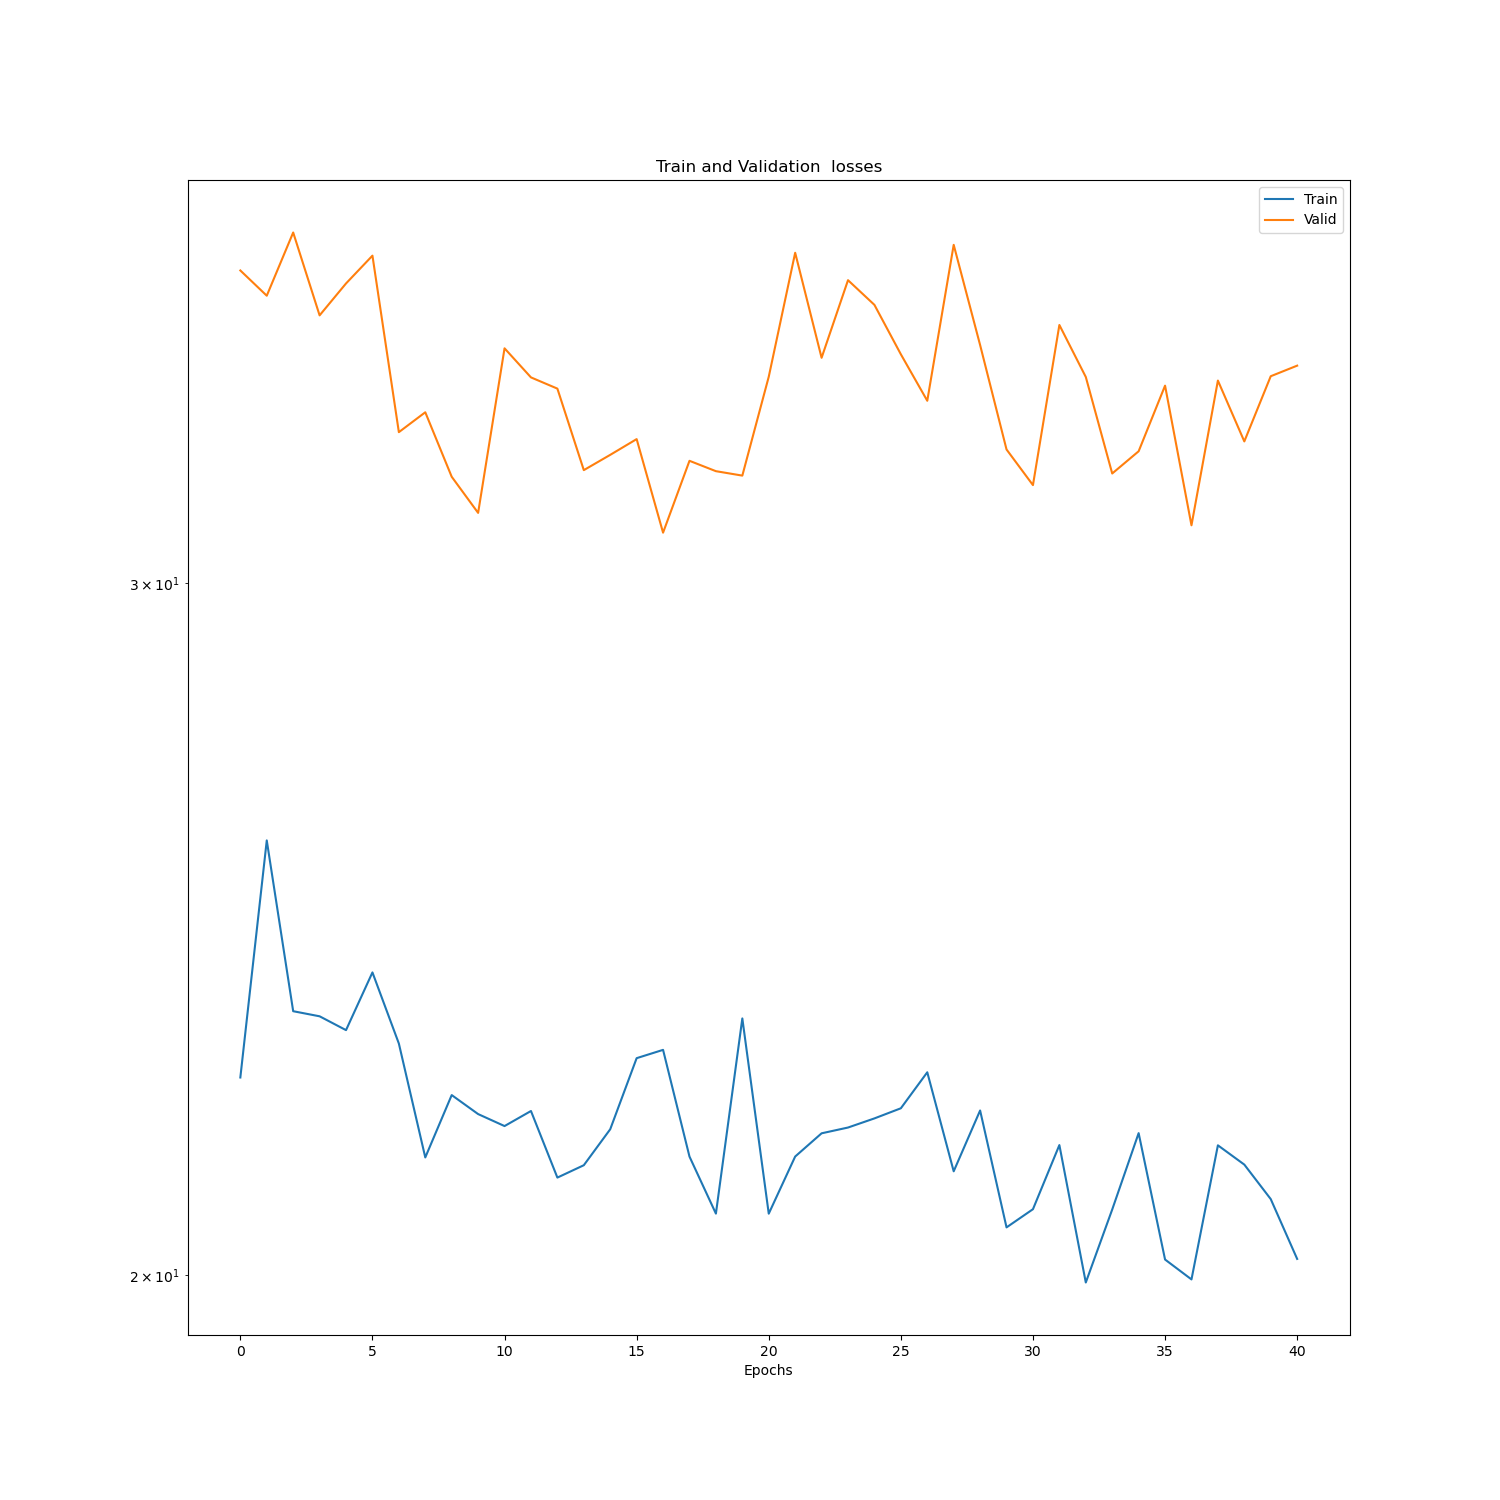 Train and Validation  losses
Train
Valid
3 × 10¹
2 × 10¹
0 5 10 15 20 25 30 35 40
Epochs